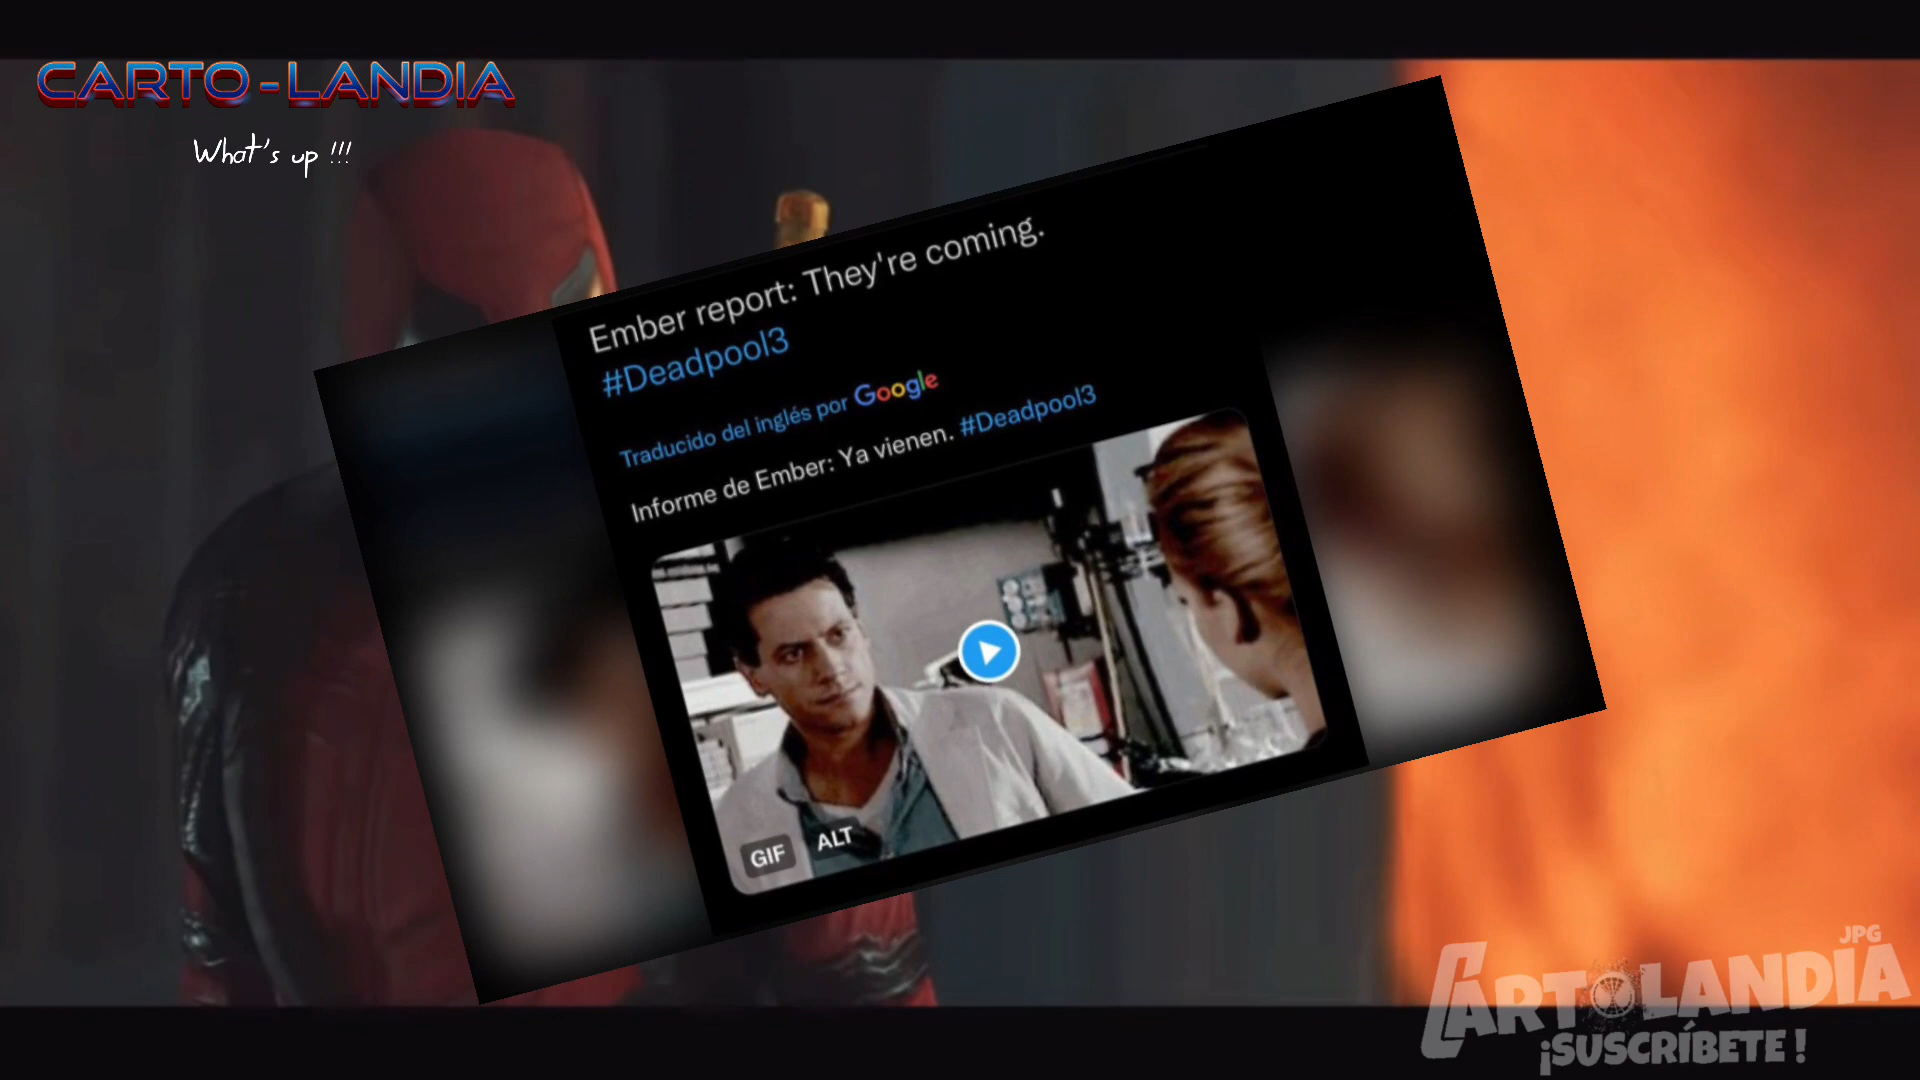 CARTO-LANDIA
What's up !!!
Ember report: They're coming.
#Deadpool3
Traducido del inglés por Google
Informe de Ember: Ya vienen. #Deadpool3
GIF
ALT
JPG
CARTOLANDIA
¡SUSCRÍBETE!